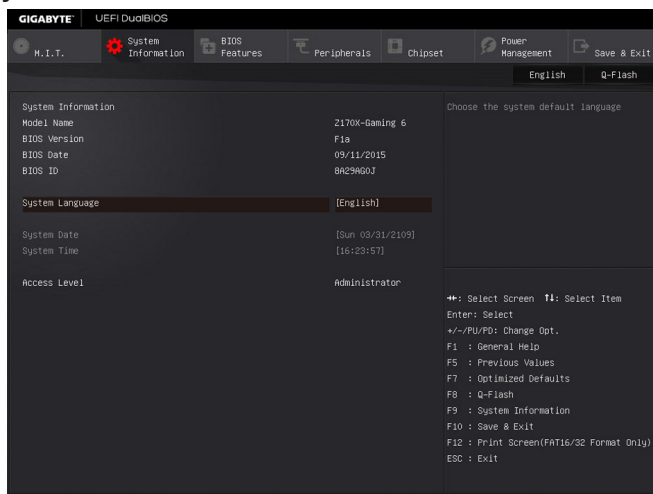 GIGABYTE™ UEFI DualBIOS
M.I.T. System Information BIOS Features Peripherals Chipset Power Management Save & Exit
English Q-Flash
System Information
Model Name Z170X-Gaming 6
BIOS Version F1a
BIOS Date 09/11/2015
BIOS ID 8A29AG0J
System Language [English]
System Date [Sun 03/31/2109]
System Time [16:23:57]
Access Level Administrator
Choose the system default language
→←: Select Screen ↑↓: Select Item
Enter: Select
+/-/PU/PD: Change Opt.
F1 : General Help
F5 : Previous Values
F7 : Optimized Defaults
F8 : Q-Flash
F9 : System Information
F10 : Save & Exit
F12 : Print Screen(FAT16/32 Format Only)
ESC : Exit